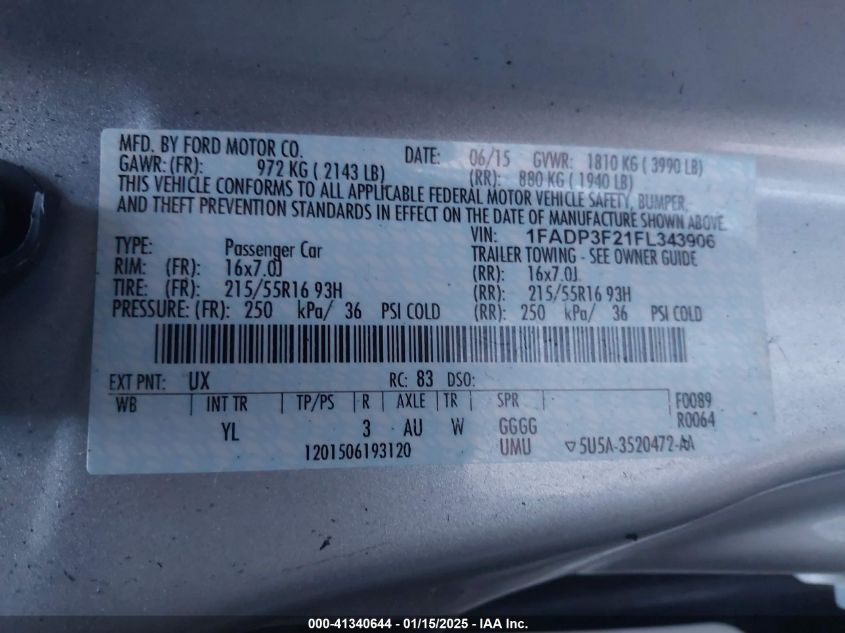 MFD. BY FORD MOTOR CO. DATE: 06/15 GVWR: 1810 KG ( 3990 LB)
GAWR: (FR): 972 KG ( 2143 LB) (RR): 880 KG ( 1940 LB)
THIS VEHICLE CONFORMS TO ALL APPLICABLE FEDERAL MOTOR VEHICLE SAFETY, BUMPER,
AND THEFT PREVENTION STANDARDS IN EFFECT ON THE DATE OF MANUFACTURE SHOWN ABOVE.
VIN: 1FADP3F21FL343906
TYPE: Passenger Car TRAILER TOWING - SEE OWNER GUIDE
RIM: (FR): 16x7.0J (RR): 16x7.0J
TIRE: (FR): 215/55R16 93H (RR): 215/55R16 93H
PRESSURE: (FR): 250 kPa/ 36 PSI COLD (RR): 250 kPa/ 36 PSI COLD
EXT PNT: UX RC: 83 DSO:
WB INT TR TP/PS R AXLE TR SPR F0089
YL 3 AU W GGGG R0064
1201506193120 UMU ▽5U5A-3520472-AA
000-41340644 - 01/15/2025 - IAA Inc.